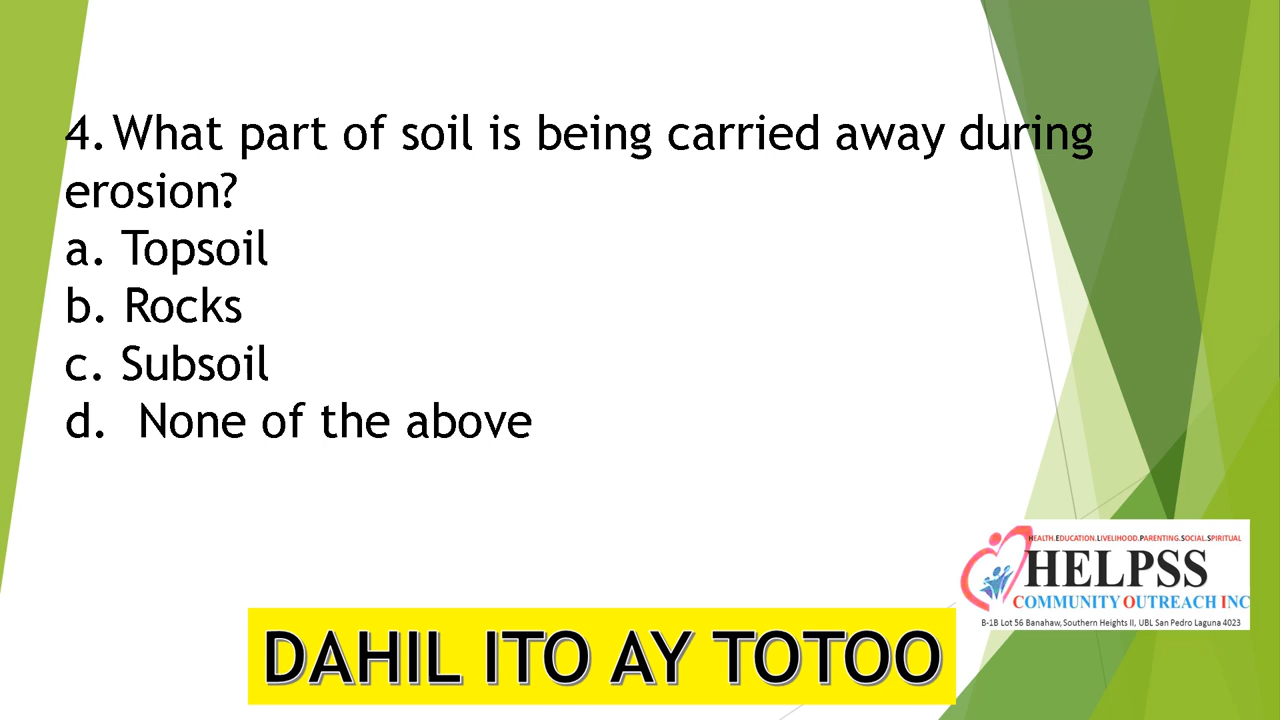 4. What part of soil is being carried away during
erosion?
a. Topsoil
b. Rocks
c. Subsoil
d. None of the above
HEALTH.EDUCATION.LIVELIHOOD.PARENTING.SOCIAL.SPIRITUAL
HELPSS
COMMUNITY OUTREACH INC
B-1B Lot 56 Banahaw, Southern Heights II, UBL San Pedro Laguna 4023
DAHIL ITO AY TOTOO